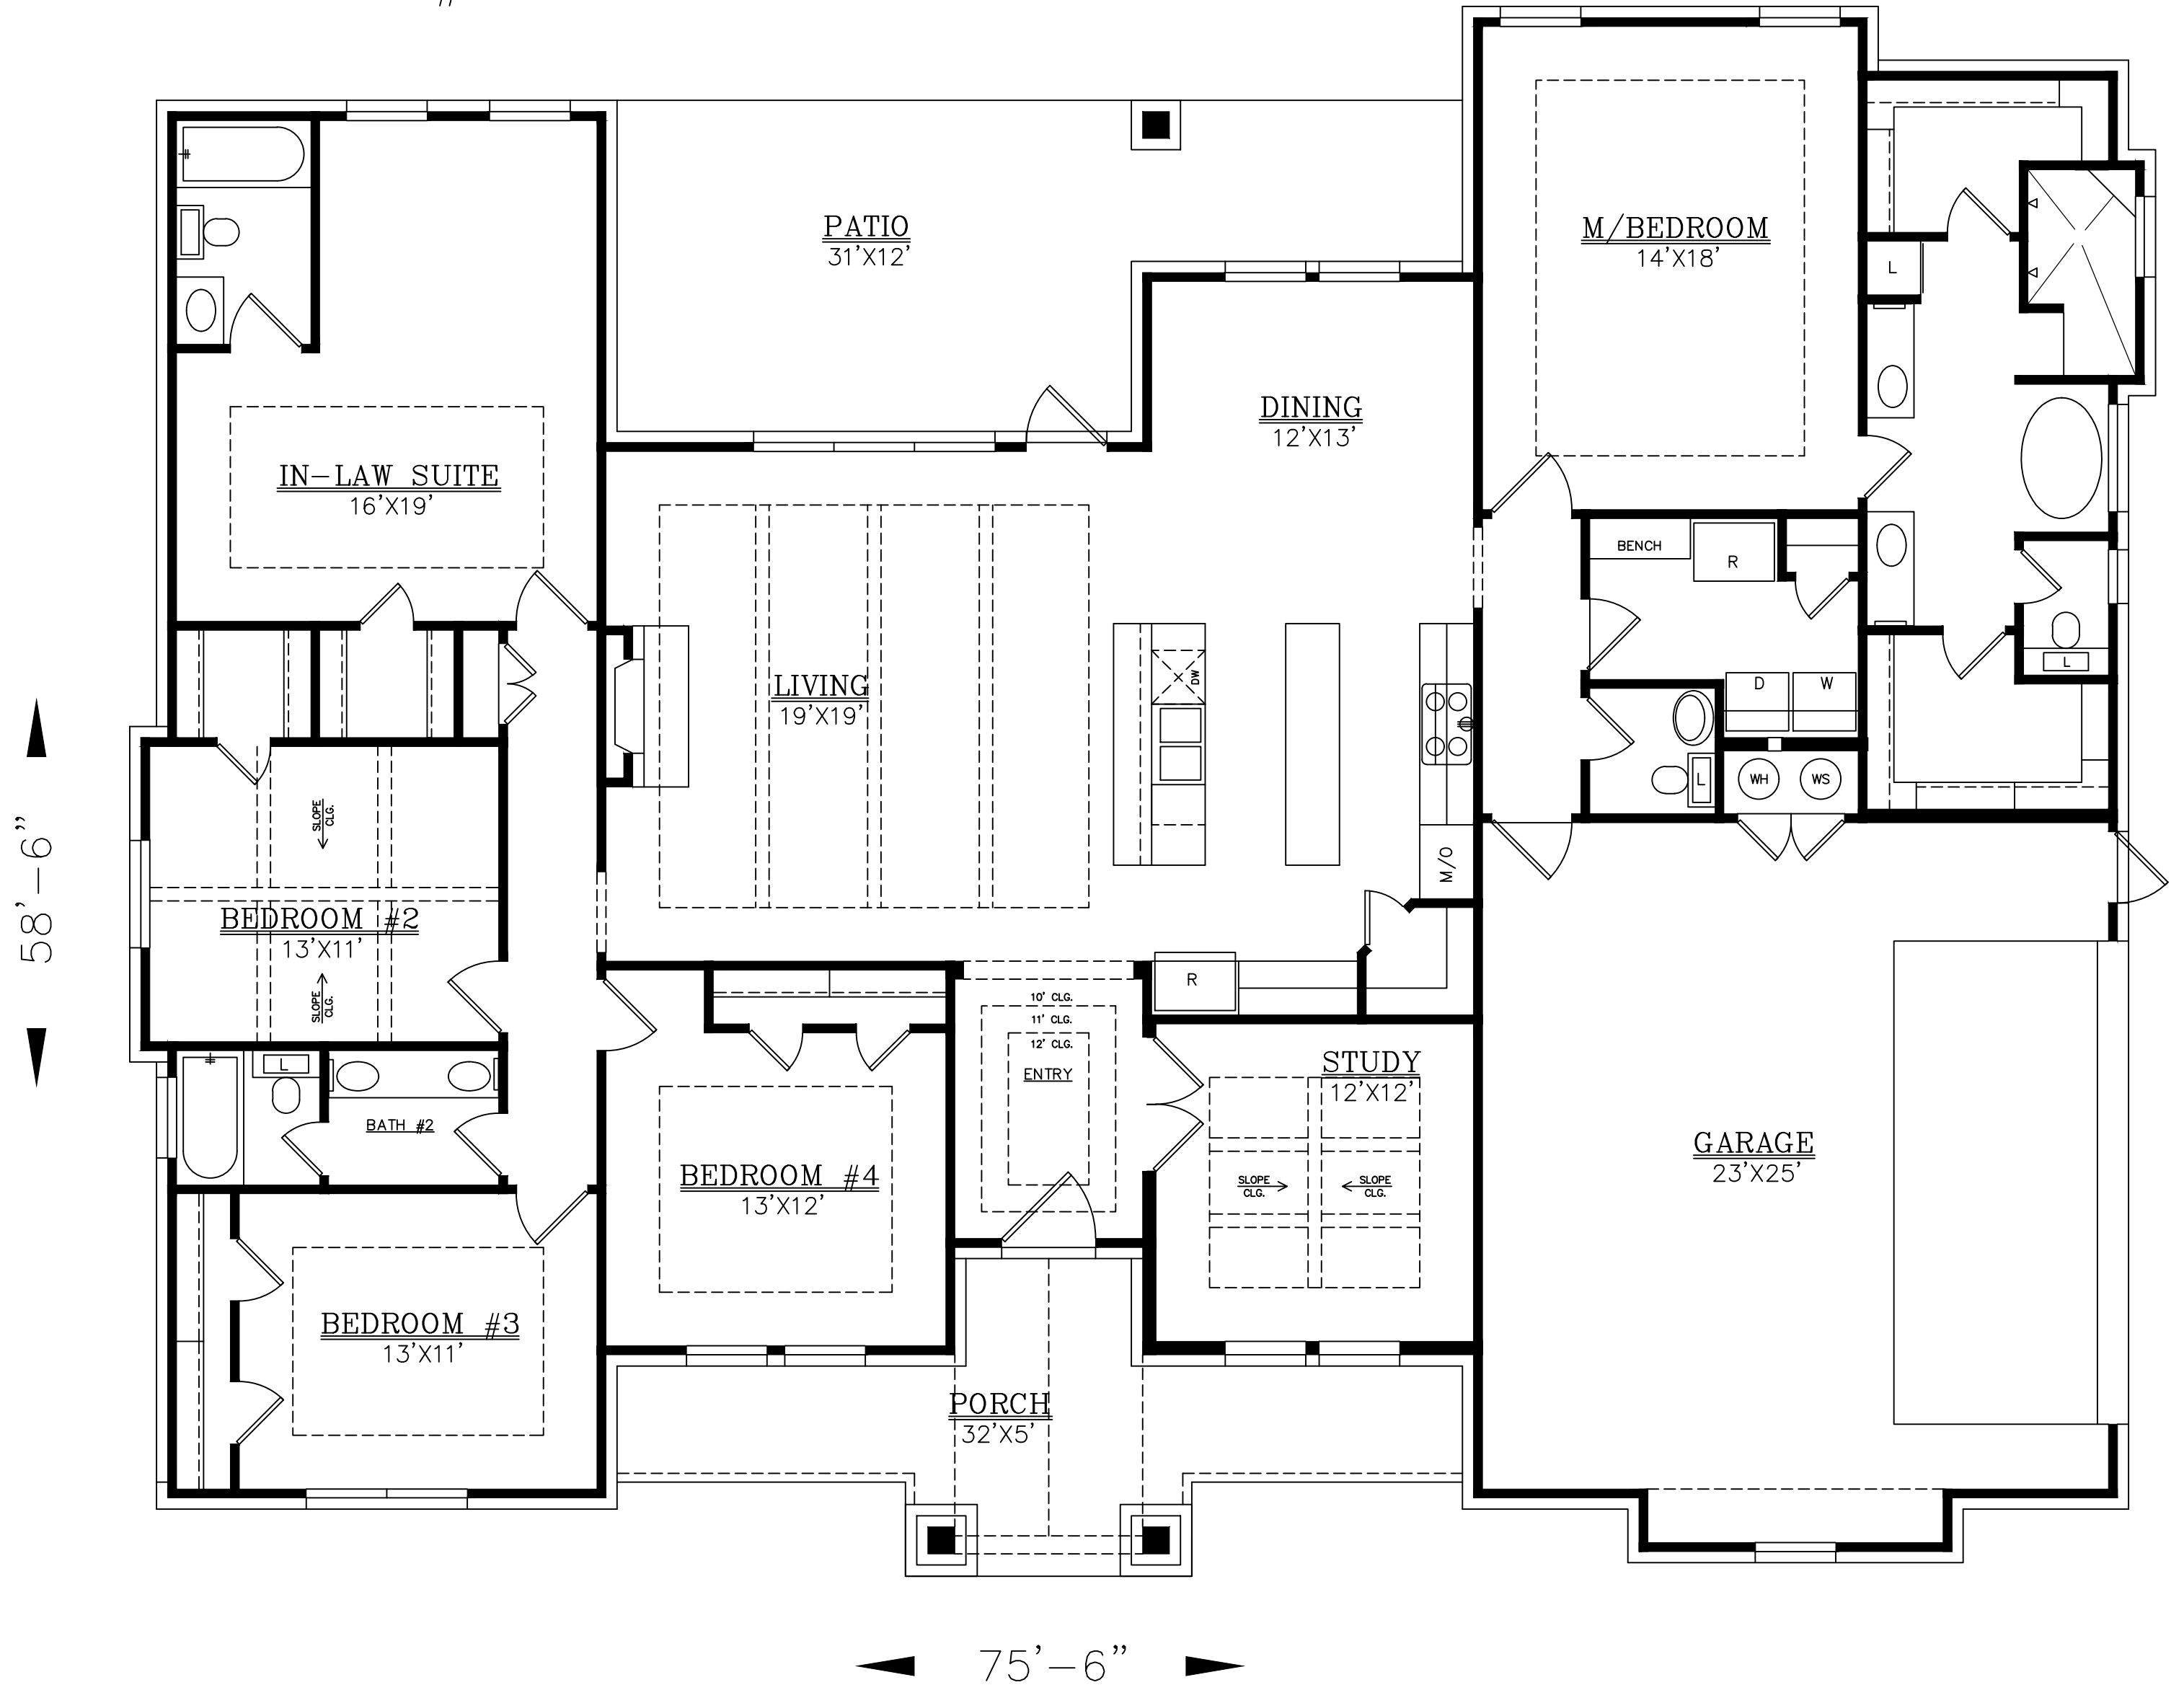 PATIO
31'X12'
M/BEDROOM
14'X18'
L
DINING
12'X13'
IN-LAW SUITE
16'X19'
BENCH
R
LIVING
19'X19'
DW
D
W
L
L
WH
WS
SLOPE
CLG.
M/O
BEDROOM #2
13'X11'
SLOPE
CLG.
R
10' CLG.
11' CLG.
12' CLG.
ENTRY
STUDY
12'X12'
L
BATH #2
GARAGE
23'X25'
BEDROOM #4
13'X12'
SLOPE
CLG.
SLOPE
CLG.
BEDROOM #3
13'X11'
PORCH
32'X5'
58'-6"
75'-6"